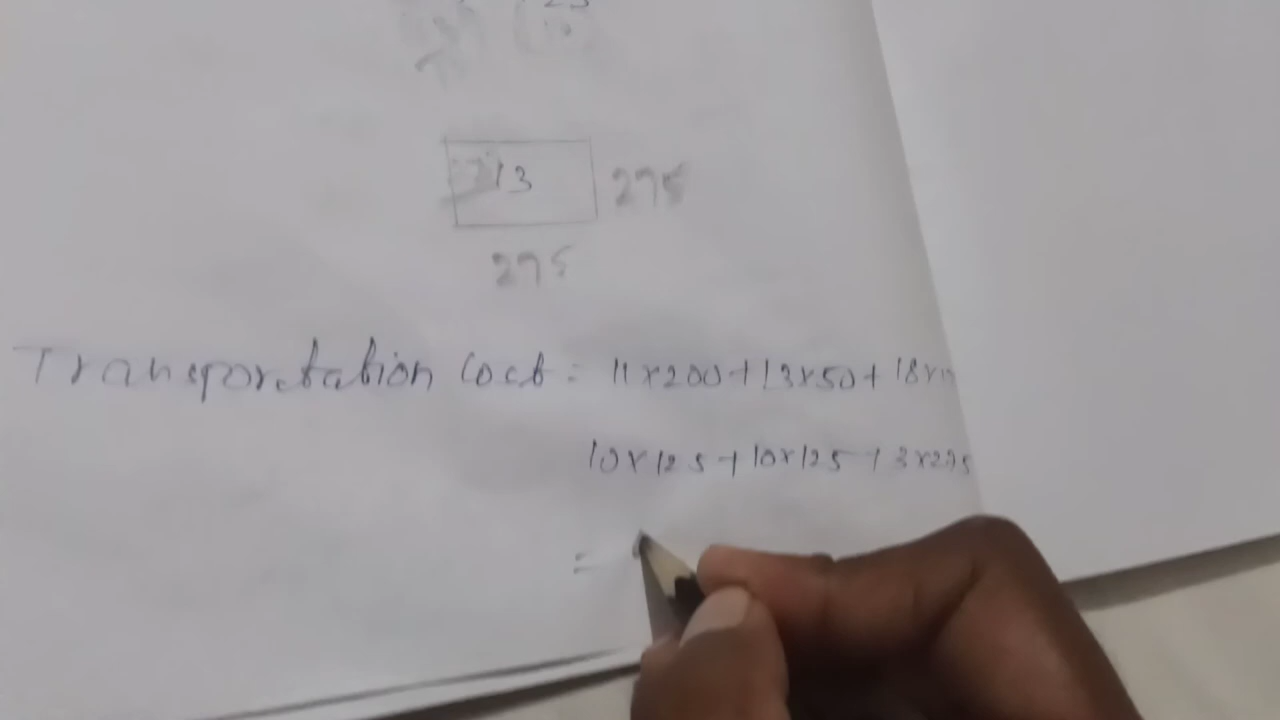 13 275
275
Transportation Cost = 11x200+13x50+18x
10x125+10x125+13x275
=